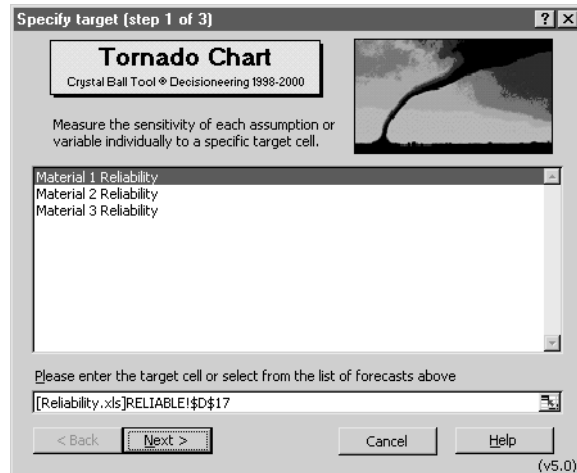 Specify target (step 1 of 3)
Tornado Chart
Crystal Ball Tool ® Decisioneering 1998-2000
Measure the sensitivity of each assumption or
variable individually to a specific target cell.
Material 1 Reliability
Material 2 Reliability
Material 3 Reliability
Please enter the target cell or select from the list of forecasts above
[Reliability.xls]RELIABLE!$D$17
< Back Next > Cancel Help
(v5.0)